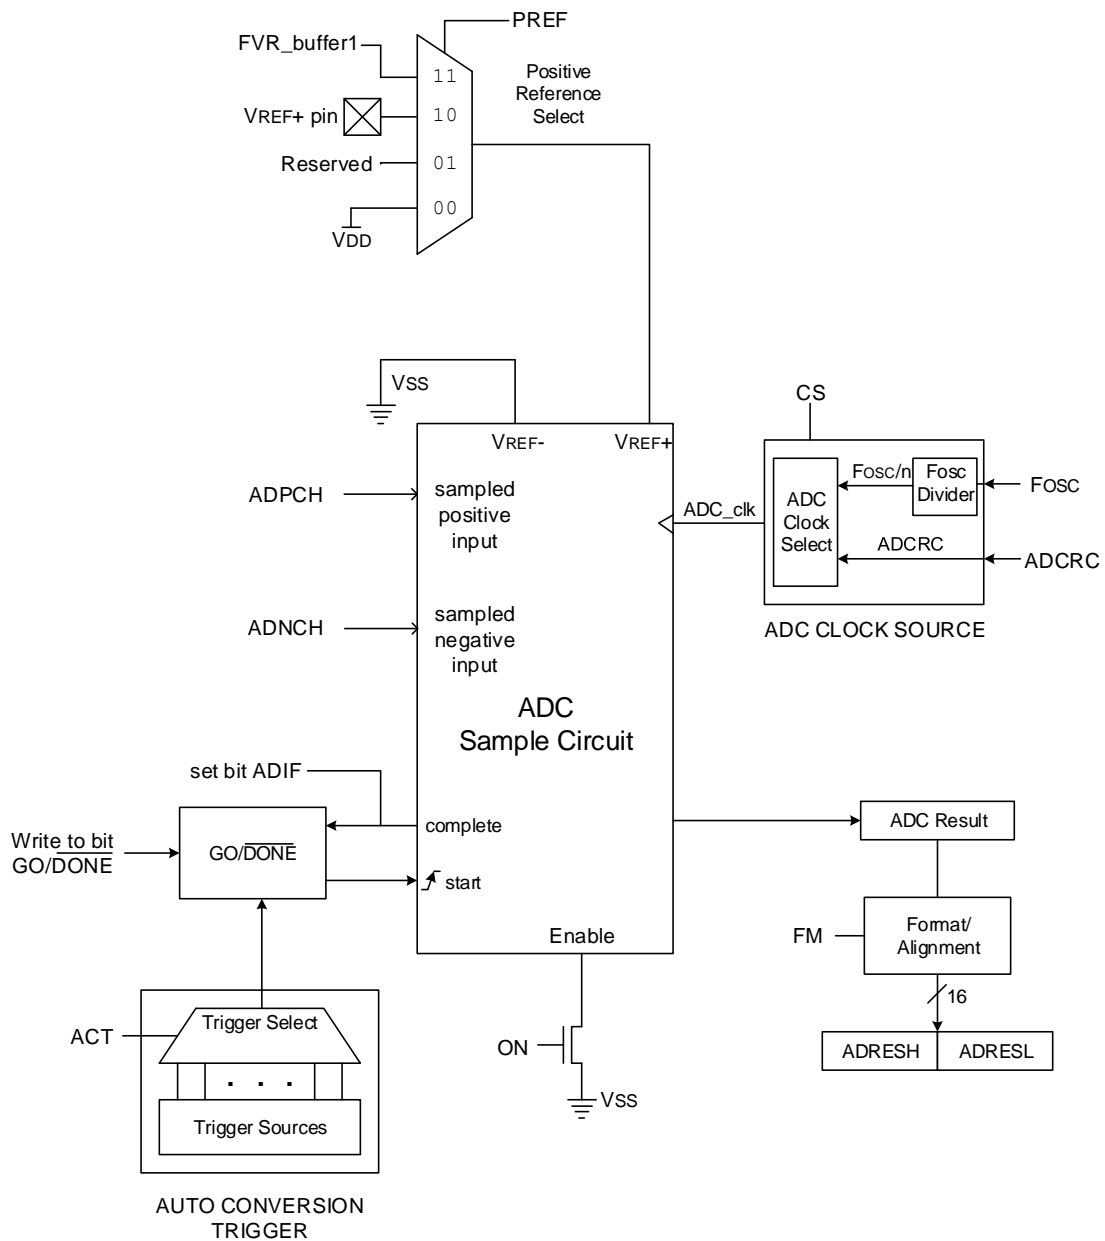 PREF
FVR_buffer1
11
Positive
Reference
Select
VREF+ pin
10
Reserved
01
00
VDD
VSS
CS
VREF-
VREF+
ADPCH
sampled
positive
input
ADC_clk
ADC
Clock
Select
FOSC/n
Fosc
Divider
FOSC
ADCRC
ADCRC
ADC CLOCK SOURCE
ADNCH
sampled
negative
input
ADC
Sample Circuit
set bit ADIF
complete
Write to bit
GO/DONE
GO/DONE
start
ADC Result
Enable
FM
Format/
Alignment
16
ADRESH
ADRESL
ACT
Trigger Select
. . .
Trigger Sources
ON
VSS
AUTO CONVERSION
TRIGGER